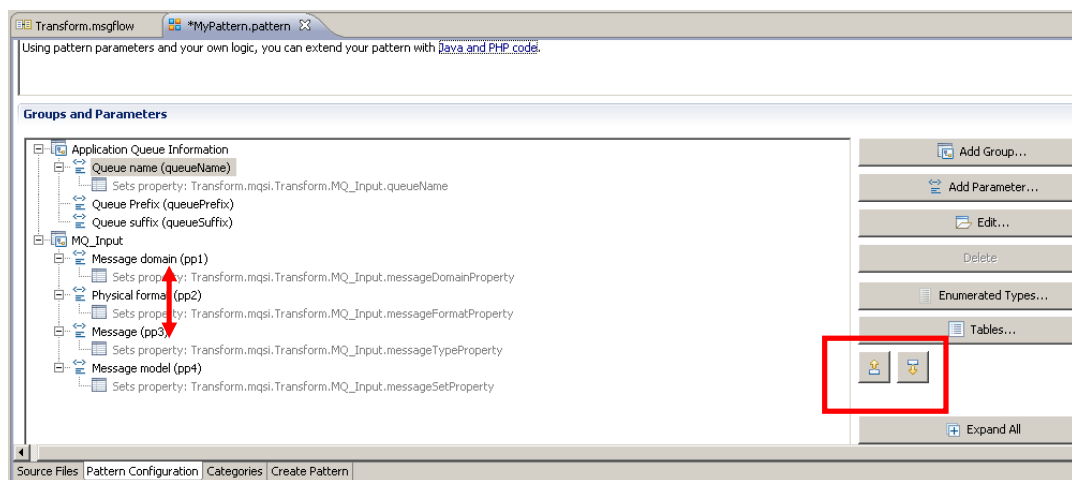 Transform.msgflow
*MyPattern.pattern
Using pattern parameters and your own logic, you can extend your pattern with Java and PHP code.
Groups and Parameters
Application Queue Information
Queue name (queueName)
Sets property: Transform.mqsi.Transform.MQ_Input.queueName
Queue Prefix (queuePrefix)
Queue suffix (queueSuffix)
MQ_Input
Message domain (pp1)
Sets property: Transform.mqsi.Transform.MQ_Input.messageDomainProperty
Physical format (pp2)
Sets property: Transform.mqsi.Transform.MQ_Input.messageFormatProperty
Message (pp3)
Sets property: Transform.mqsi.Transform.MQ_Input.messageTypeProperty
Message model (pp4)
Sets property: Transform.mqsi.Transform.MQ_Input.messageSetProperty
Add Group...
Add Parameter...
Edit...
Delete
Enumerated Types...
Tables...
Expand All
Source Files Pattern Configuration Categories Create Pattern